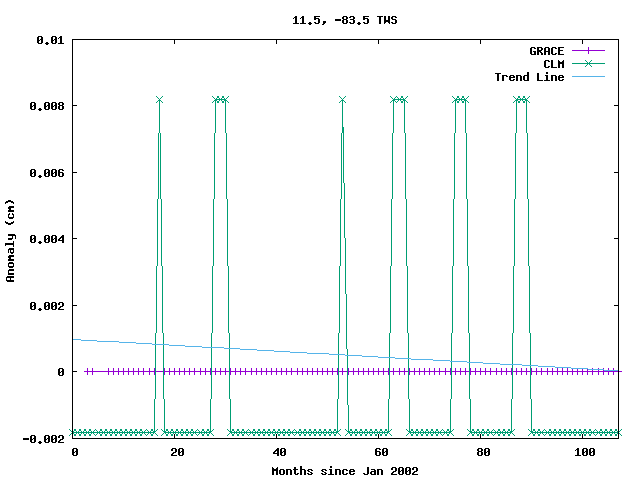 11.5, -83.5 TWS
GRACE
CLM
Trend Line
Anomaly (cm)
0.01
0.008
0.006
0.004
0.002
0
-0.002
0 20 40 60 80 100
Months since Jan 2002